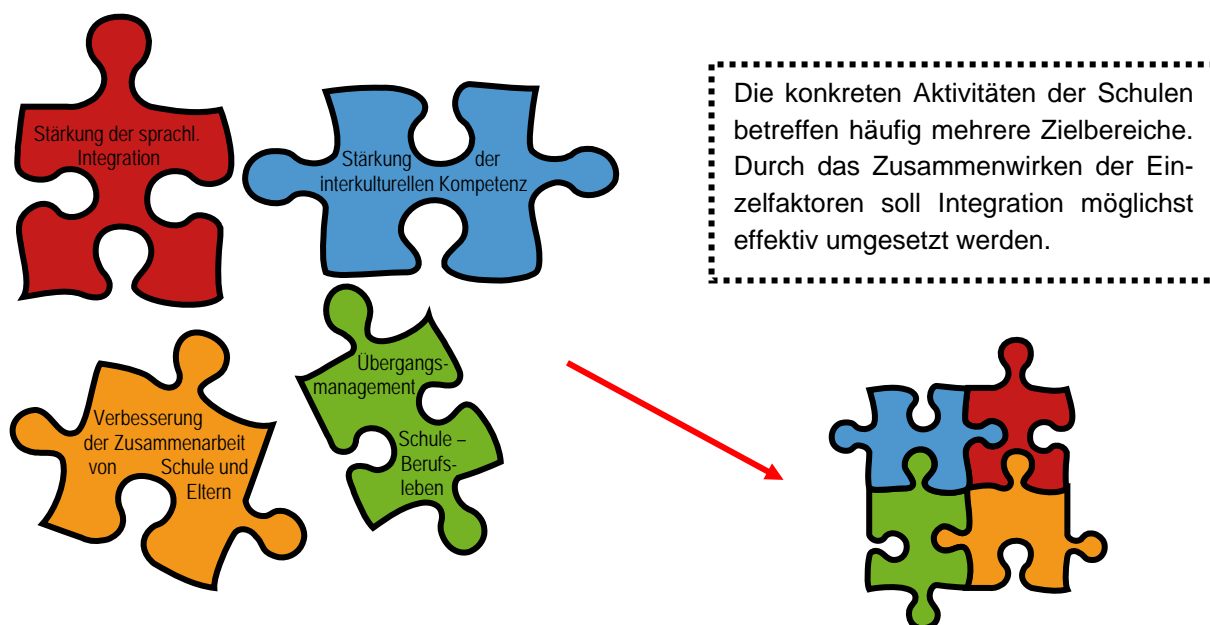 Stärkung der sprachl.
Integration
Stärkung der
interkulturellen Kompetenz
Die konkreten Aktivitäten der Schulen
betreffen häufig mehrere Zielbereiche.
Durch das Zusammenwirken der Ein-
zelfaktoren soll Integration möglichst
effektiv umgesetzt werden.
Verbesserung
der Zusammenarbeit
von Schule und
Eltern
Übergangs-
management
Schule –
Berufs-
leben